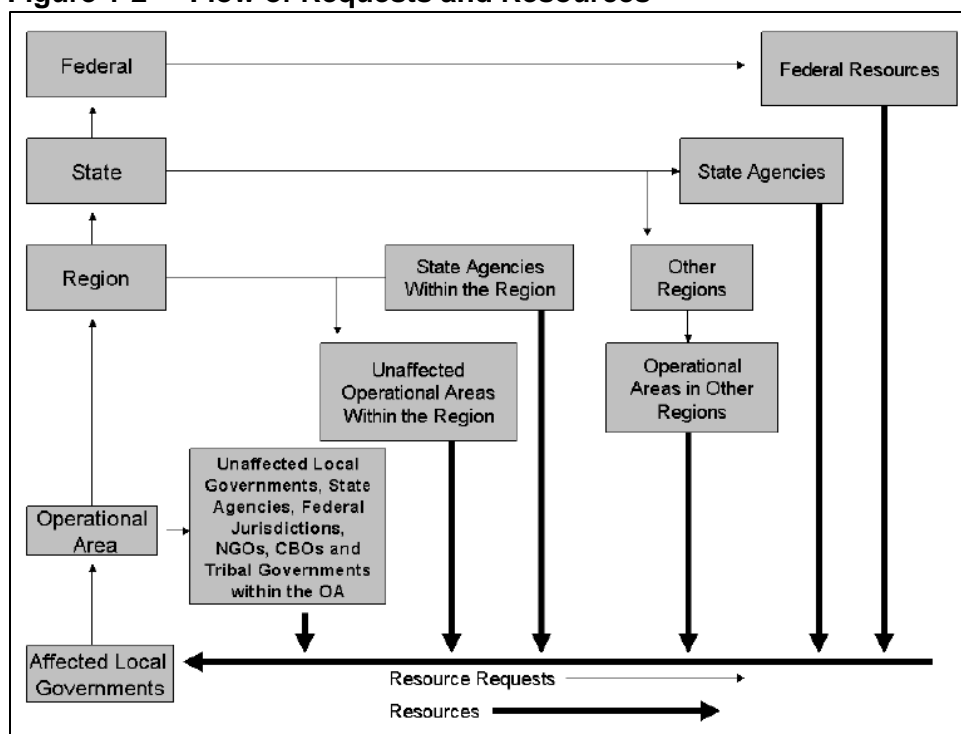 Figure 1-2 Flow of Requests and Resources
Federal
Federal Resources
State
State Agencies
Region
State Agencies
Within the Region
Other
Regions
Unaffected
Operational Areas
Within the Region
Operational
Areas in Other
Regions
Operational
Area
Unaffected Local
Governments, State
Agencies, Federal
Jurisdictions,
NGOs, CBOs and
Tribal Governments
within the OA
Affected Local
Governments
Resource Requests
Resources